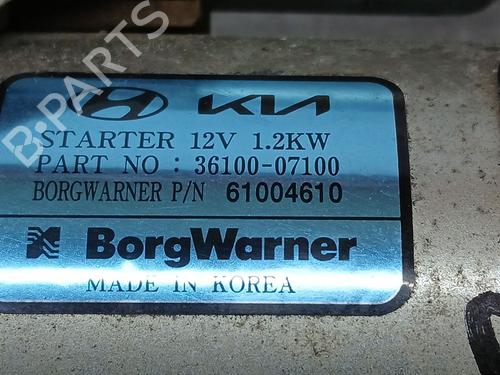 B-PARTS
KIA
STARTER 12V 1.2KW
PART NO : 36100-07100
BORGWARNER P/N 61004610
BorgWarner
MADE IN KOREA